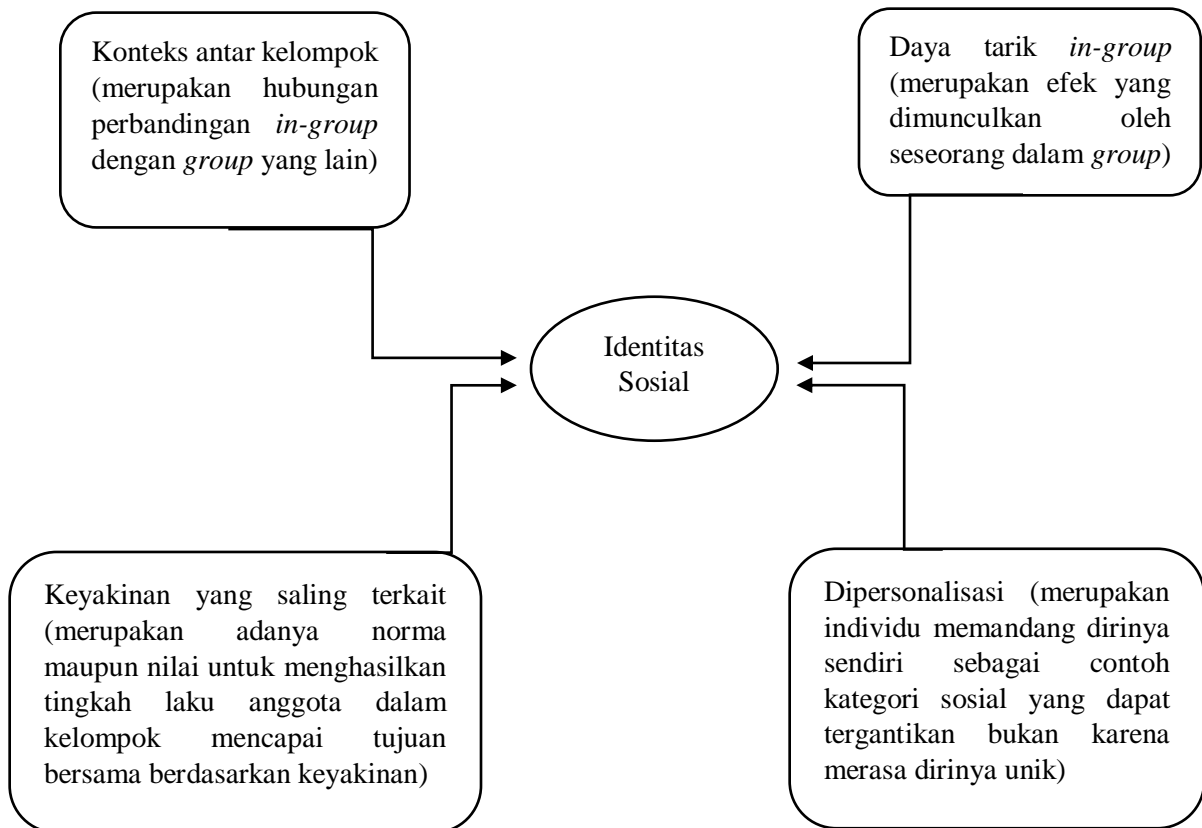 Konteks antar kelompok
(merupakan hubungan
perbandingan in-group
dengan group yang lain)
Daya tarik in-group
(merupakan efek yang
dimunculkan oleh
seseorang dalam group)
Identitas
Sosial
Keyakinan yang saling terkait
(merupakan adanya norma
maupun nilai untuk menghasilkan
tingkah laku anggota dalam
kelompok mencapai tujuan
bersama berdasarkan keyakinan)
Dipersonalisasi (merupakan
individu memandang dirinya
sendiri sebagai contoh
kategori sosial yang dapat
tergantikan bukan karena
merasa dirinya unik)